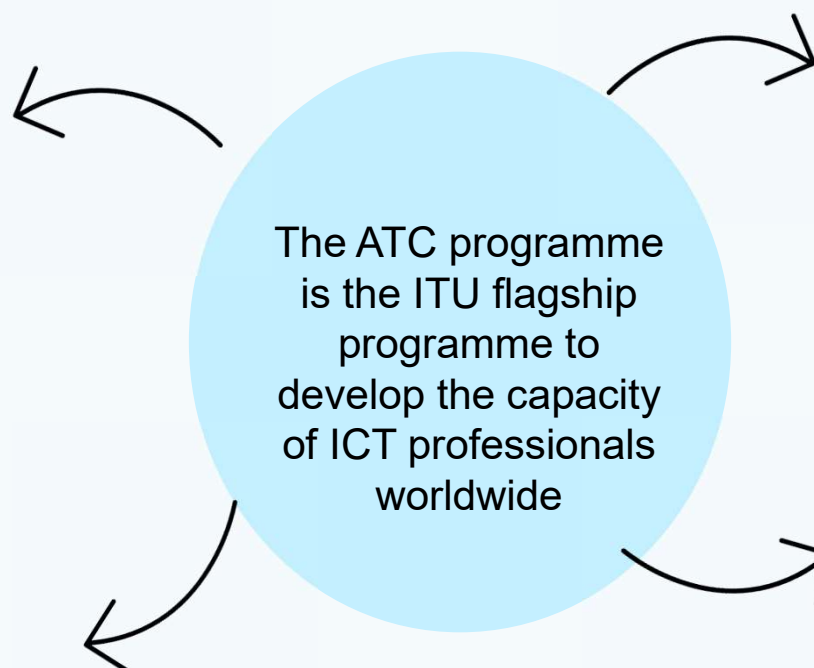 The ATC programme
is the ITU flagship
programme to
develop the capacity
of ICT professionals
worldwide